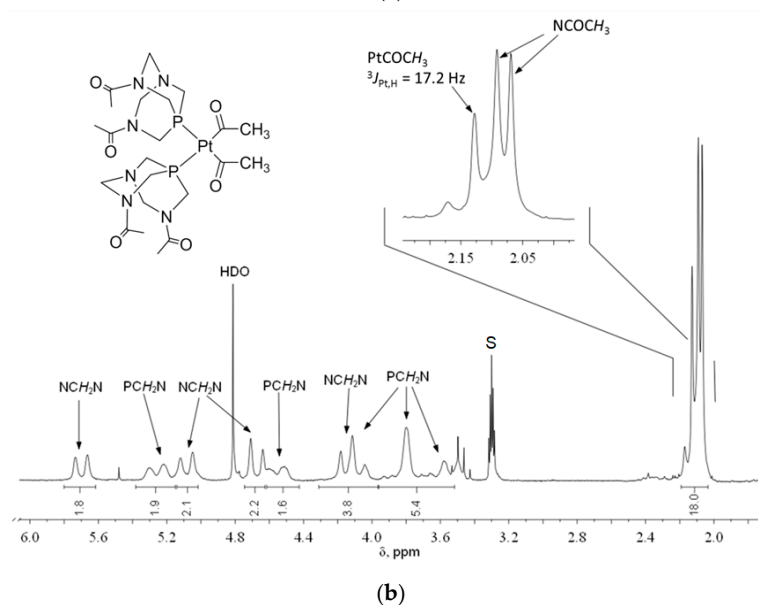 NCOCH₃
PtCOCH₃
³J_Pt,H = 17.2 Hz
2.15
2.05
O
N
N
O
N
P
O
CH₃
Pt
CH₃
O
P
N
N
N
O
O
HDO
S
NCH₂N
PCH₂N
NCH₂N
PCH₂N
NCH₂N
PCH₂N
1.8
1.9
2.1
2.2
1.6
3.8
5.4
18.0
6.0
5.6
5.2
4.8
4.4
4.0
3.6
3.2
2.8
2.4
2.0
δ, ppm
(b)